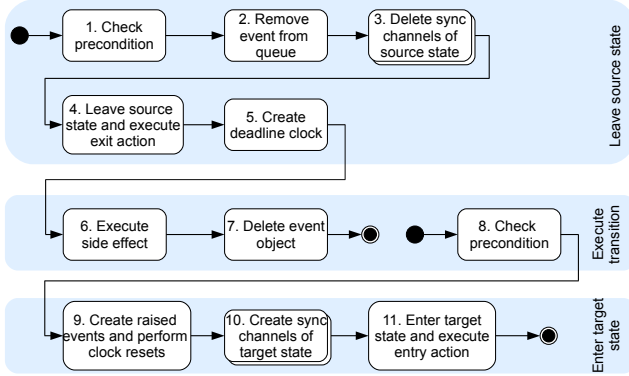 1. Check
precondition
2. Remove
event from
queue
3. Delete sync
channels of
source state
4. Leave source
state and execute
exit action
5. Create
deadline clock
Leave source state
6. Execute
side effect
7. Delete event
object
8. Check
precondition
Execute
transition
9. Create raised
events and perform
clock resets
10. Create sync
channels of
target state
11. Enter target
state and execute
entry action
Enter target
state